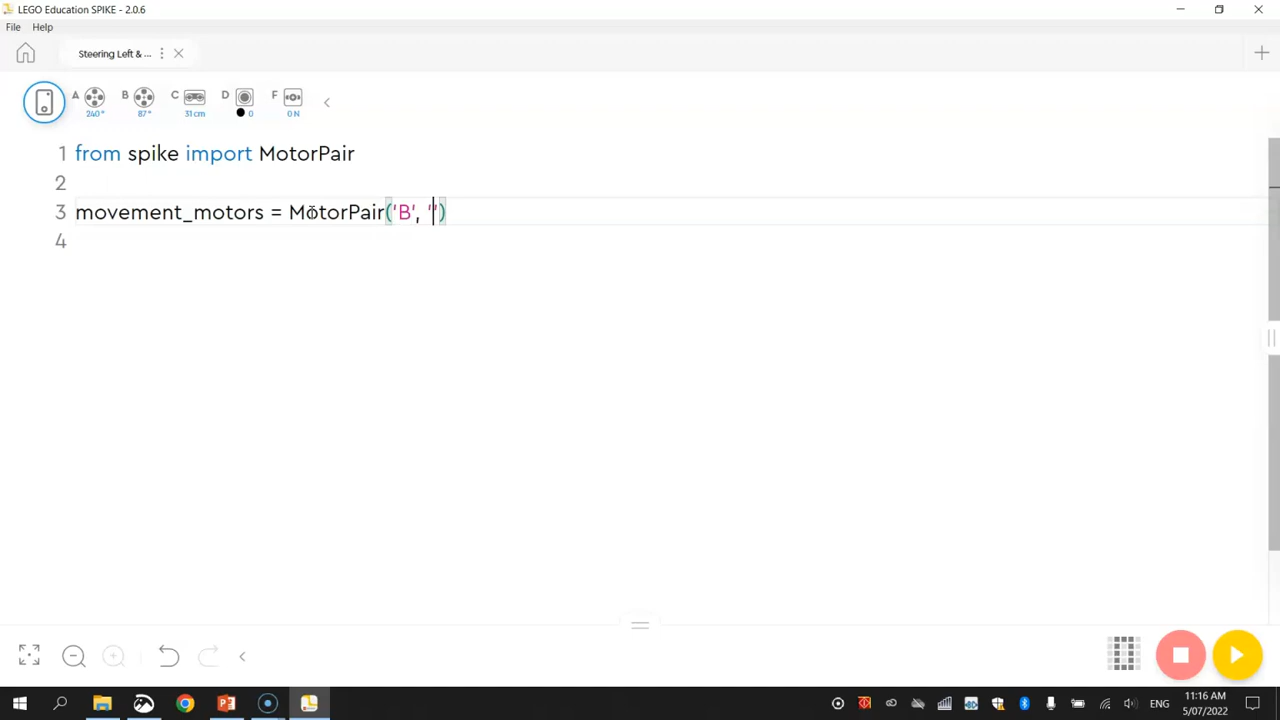 LEGO Education SPIKE - 2.0.6
File Help
Steering Left & ...
A B C D F
240° 87° 31 cm 0 0 N
1 from spike import MotorPair
2
3 movement_motors = MotorPair('B', '')
4
11:16 AM
ENG
5/07/2022